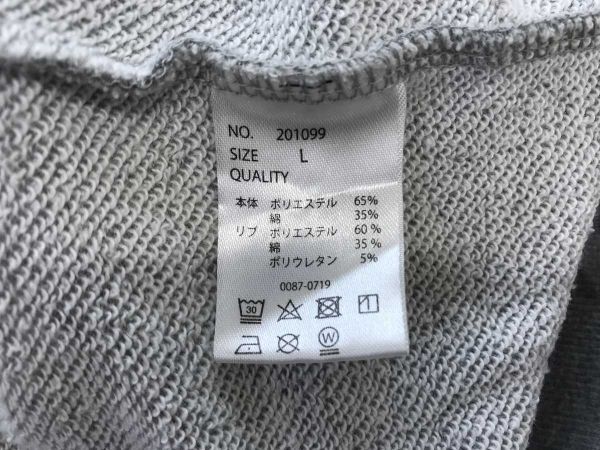 NO. 201099
SIZE L
QUALITY
本体 ポリエステル 65%
綿 35%
リブ ポリエステル 60%
綿 35%
ポリウレタン 5%
0087-0719
30
W